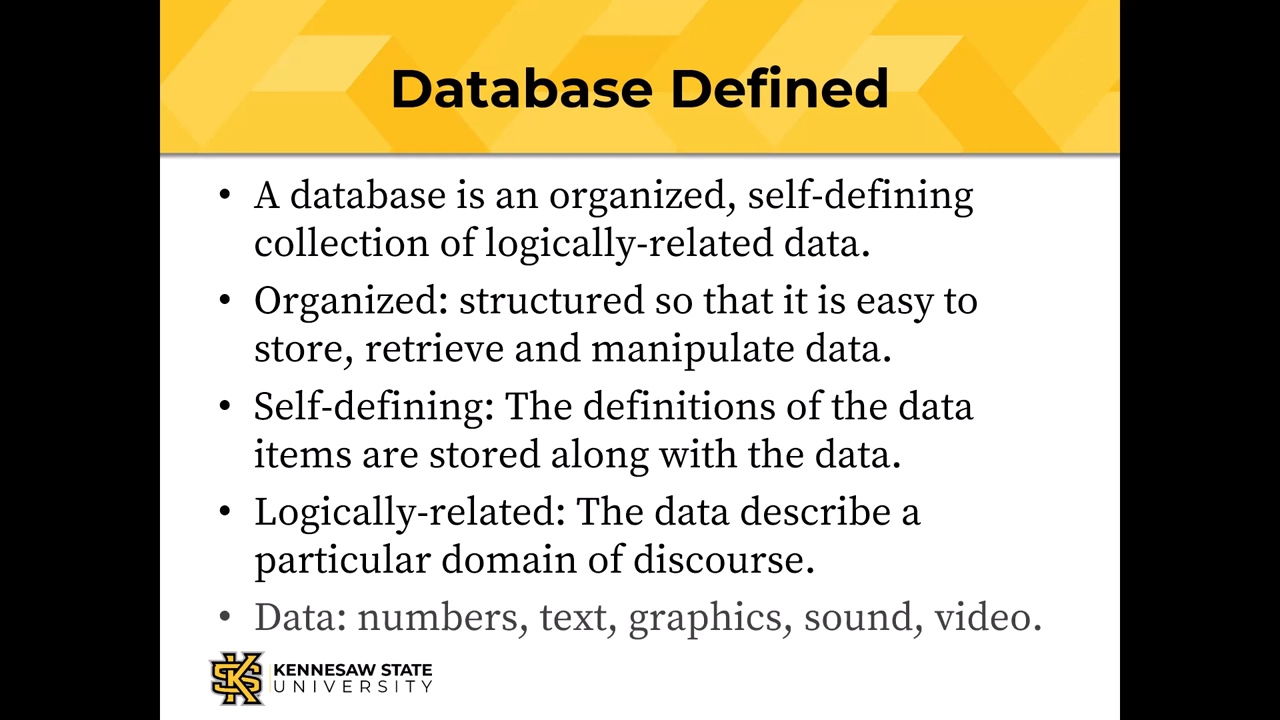 Database Defined
• A database is an organized, self-defining
collection of logically-related data.
• Organized: structured so that it is easy to
store, retrieve and manipulate data.
• Self-defining: The definitions of the data
items are stored along with the data.
• Logically-related: The data describe a
particular domain of discourse.
• Data: numbers, text, graphics, sound, video.
KENNESAW STATE
UNIVERSITY